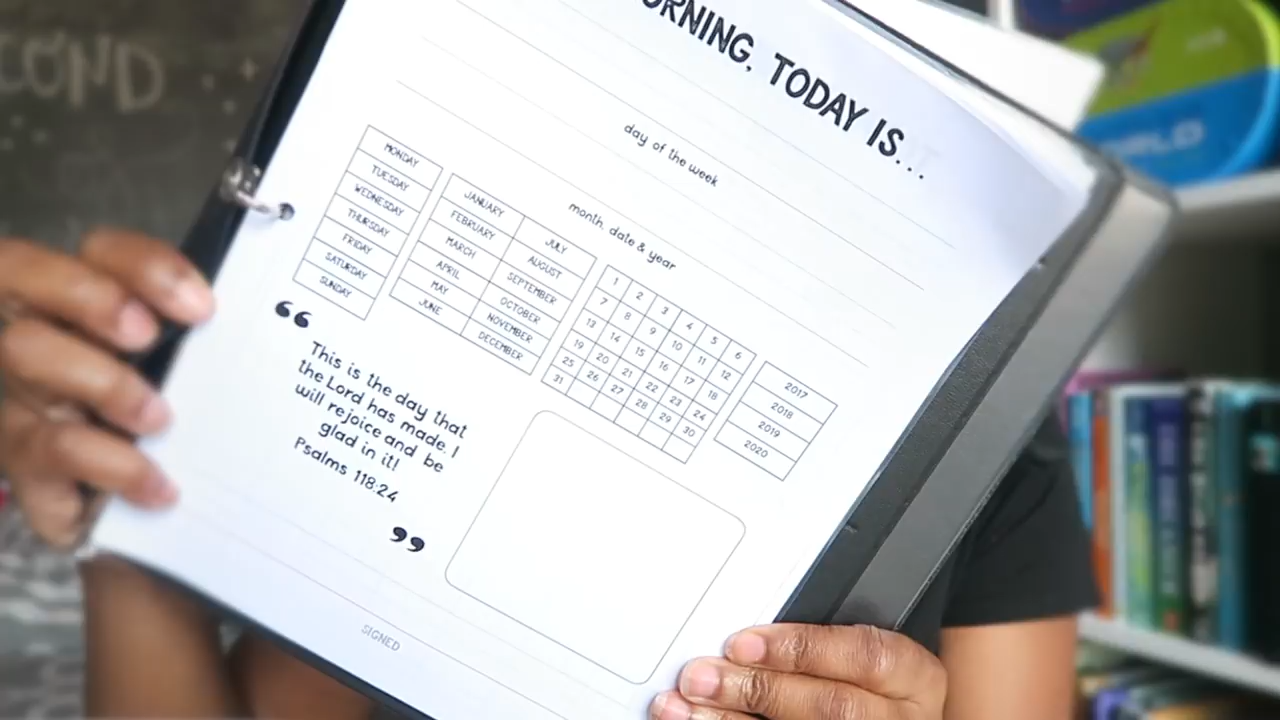 COND
ORNING, TODAY IS...
day of the week
month, date & year
MONDAY
TUESDAY
WEDNESDAY
THURSDAY
FRIDAY
SATURDAY
SUNDAY
JANUARY JULY
FEBRUARY AUGUST
MARCH SEPTEMBER
APRIL OCTOBER
MAY NOVEMBER
JUNE DECEMBER
1 2 3 4 5 6
7 8 9 10 11 12
13 14 15 16 17 18
19 20 21 22 23 24
25 26 27 28 29 30
31
2017
2018
2019
2020
“
This is the day that
the Lord has made. I
will rejoice and be
glad in it!
Psalms 118:24
”
SIGNED